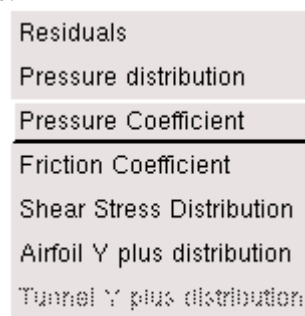 Residuals
Pressure distribution
Pressure Coefficient
Friction Coefficient
Shear Stress Distribution
Airfoil Y plus distribution
Tunnel Y plus distribution